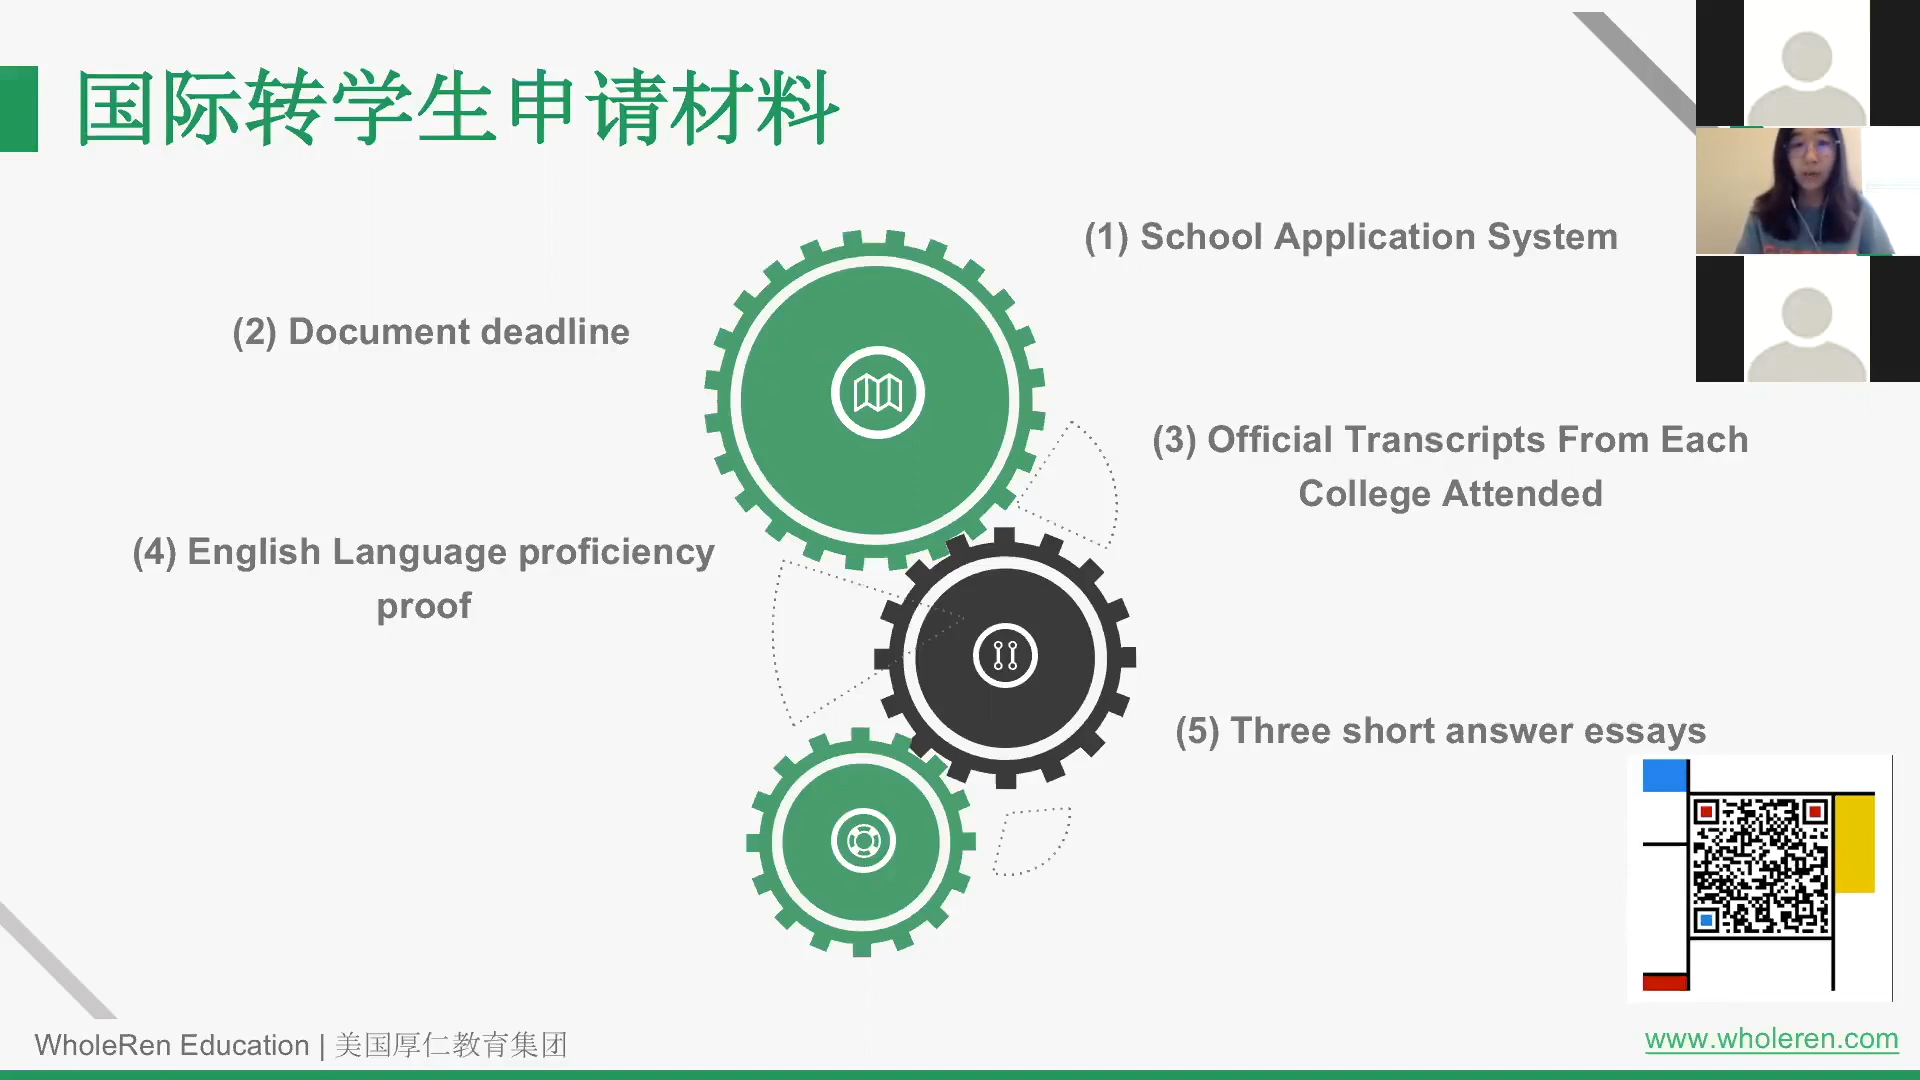 国际转学生申请材料
(1) School Application System
(2) Document deadline
(3) Official Transcripts From Each
College Attended
(4) English Language proficiency
proof
(5) Three short answer essays
WholeRen Education | 美国厚仁教育集团
www.wholeren.com